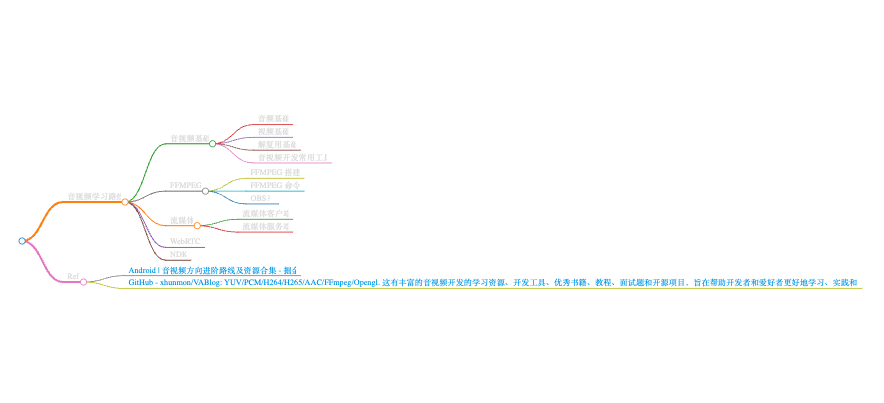 音频基础
视频基础
音视频基础
解复用基础
音视频开发常用工具
FFMPEG 搭建
FFMPEG
FFMPEG 命令
音视频学习路线
OBS
流媒体客户端
流媒体
流媒体服务端
WebRTC
NDK
Android | 音视频方向进阶路线及资源合集 - 掘金
Ref
GitHub - xhunmon/VABlog: YUV/PCM/H264/H265/AAC/FFmpeg/OpenGL 这有丰富的音视频开发的学习资源、开发工具、优秀书籍、教程、面试题和开源项目，旨在帮助开发者和爱好者更好地学习、实践和